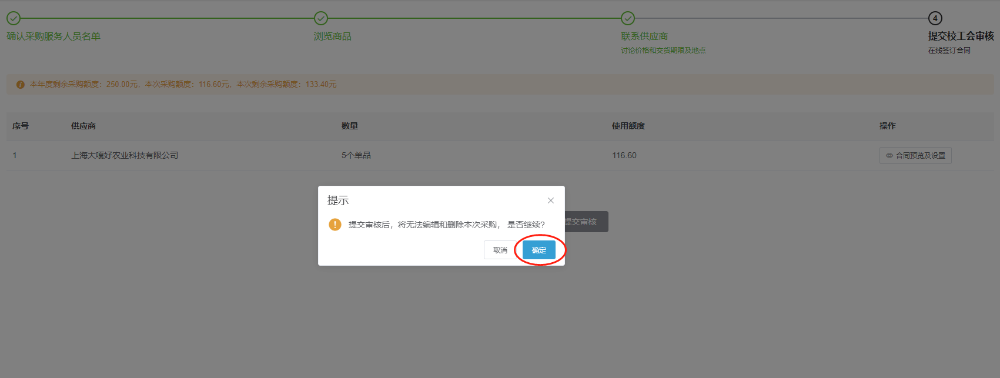 4
确认采购服务人员名单 浏览商品 联系供应商 提交校工会审核
讨论价格和交货期限及地点 在线签订合同
本年度剩余采购额度：250.00元，本次采购额度：116.60元，本次剩余采购额度：133.40元
序号 供应商 数量 使用额度 操作
1 上海大嘎好农业科技有限公司 5个单品 116.60 合同预览及设置
提示
提交审核后，将无法编辑和删除本次采购， 是否继续?
提交审核
取消 确定